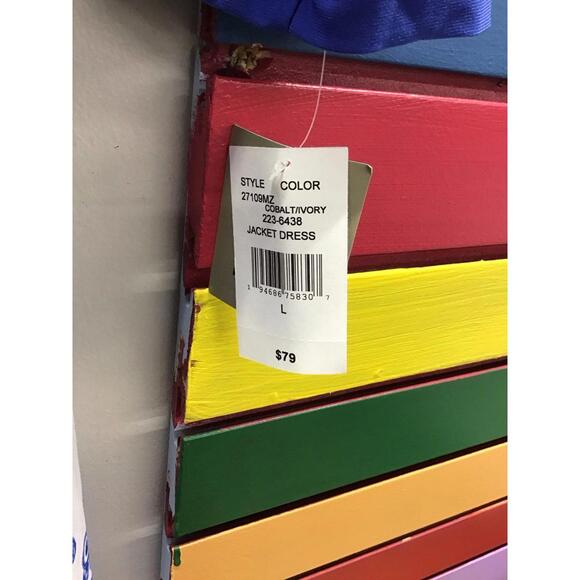 STYLE COLOR
27109MZ
COBALT/IVORY
223-6438
JACKET DRESS
1 94686 75830 7
L
$79